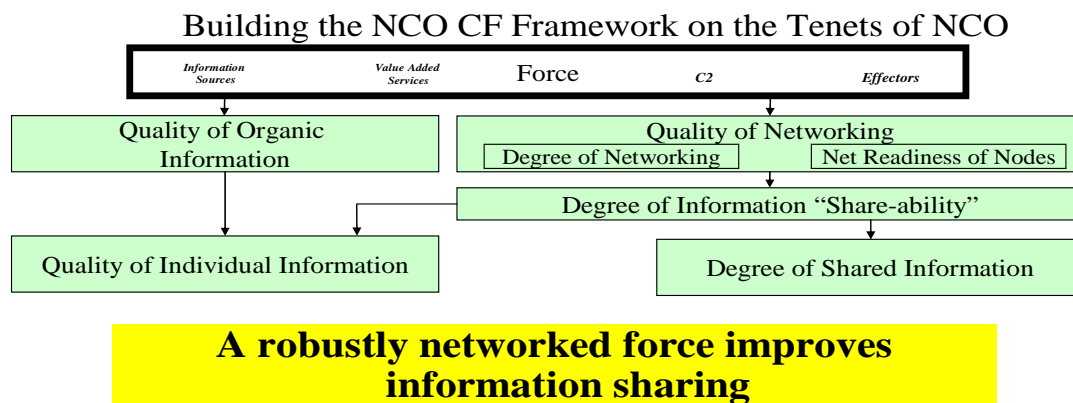 Building the NCO CF Framework on the Tenets of NCO
Information
Sources
Value Added
Services
Force
C2
Effectors
Quality of Organic
Information
Quality of Networking
Degree of Networking
Net Readiness of Nodes
Degree of Information “Share-ability”
Quality of Individual Information
Degree of Shared Information
A robustly networked force improves
information sharing